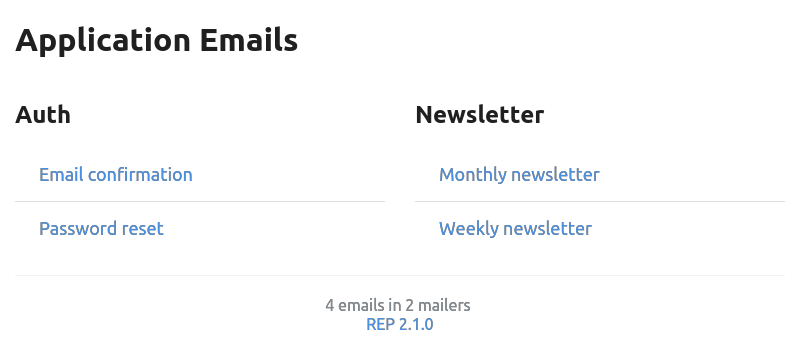 Application Emails
Auth
Email confirmation
Password reset
Newsletter
Monthly newsletter
Weekly newsletter
4 emails in 2 mailers
REP 2.1.0